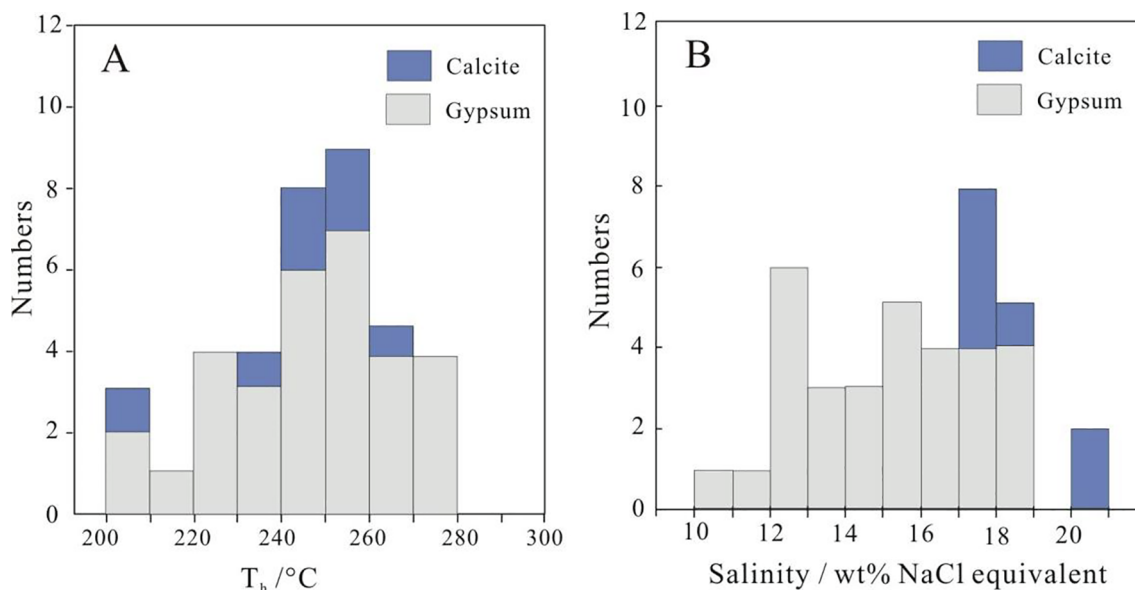 A
Calcite
Gypsum
Numbers
12
10
8
6
4
2
0
200 220 240 260 280 300
Th /°C
B
Calcite
Gypsum
Numbers
12
10
8
6
4
2
0
10 12 14 16 18 20
Salinity / wt% NaCl equivalent